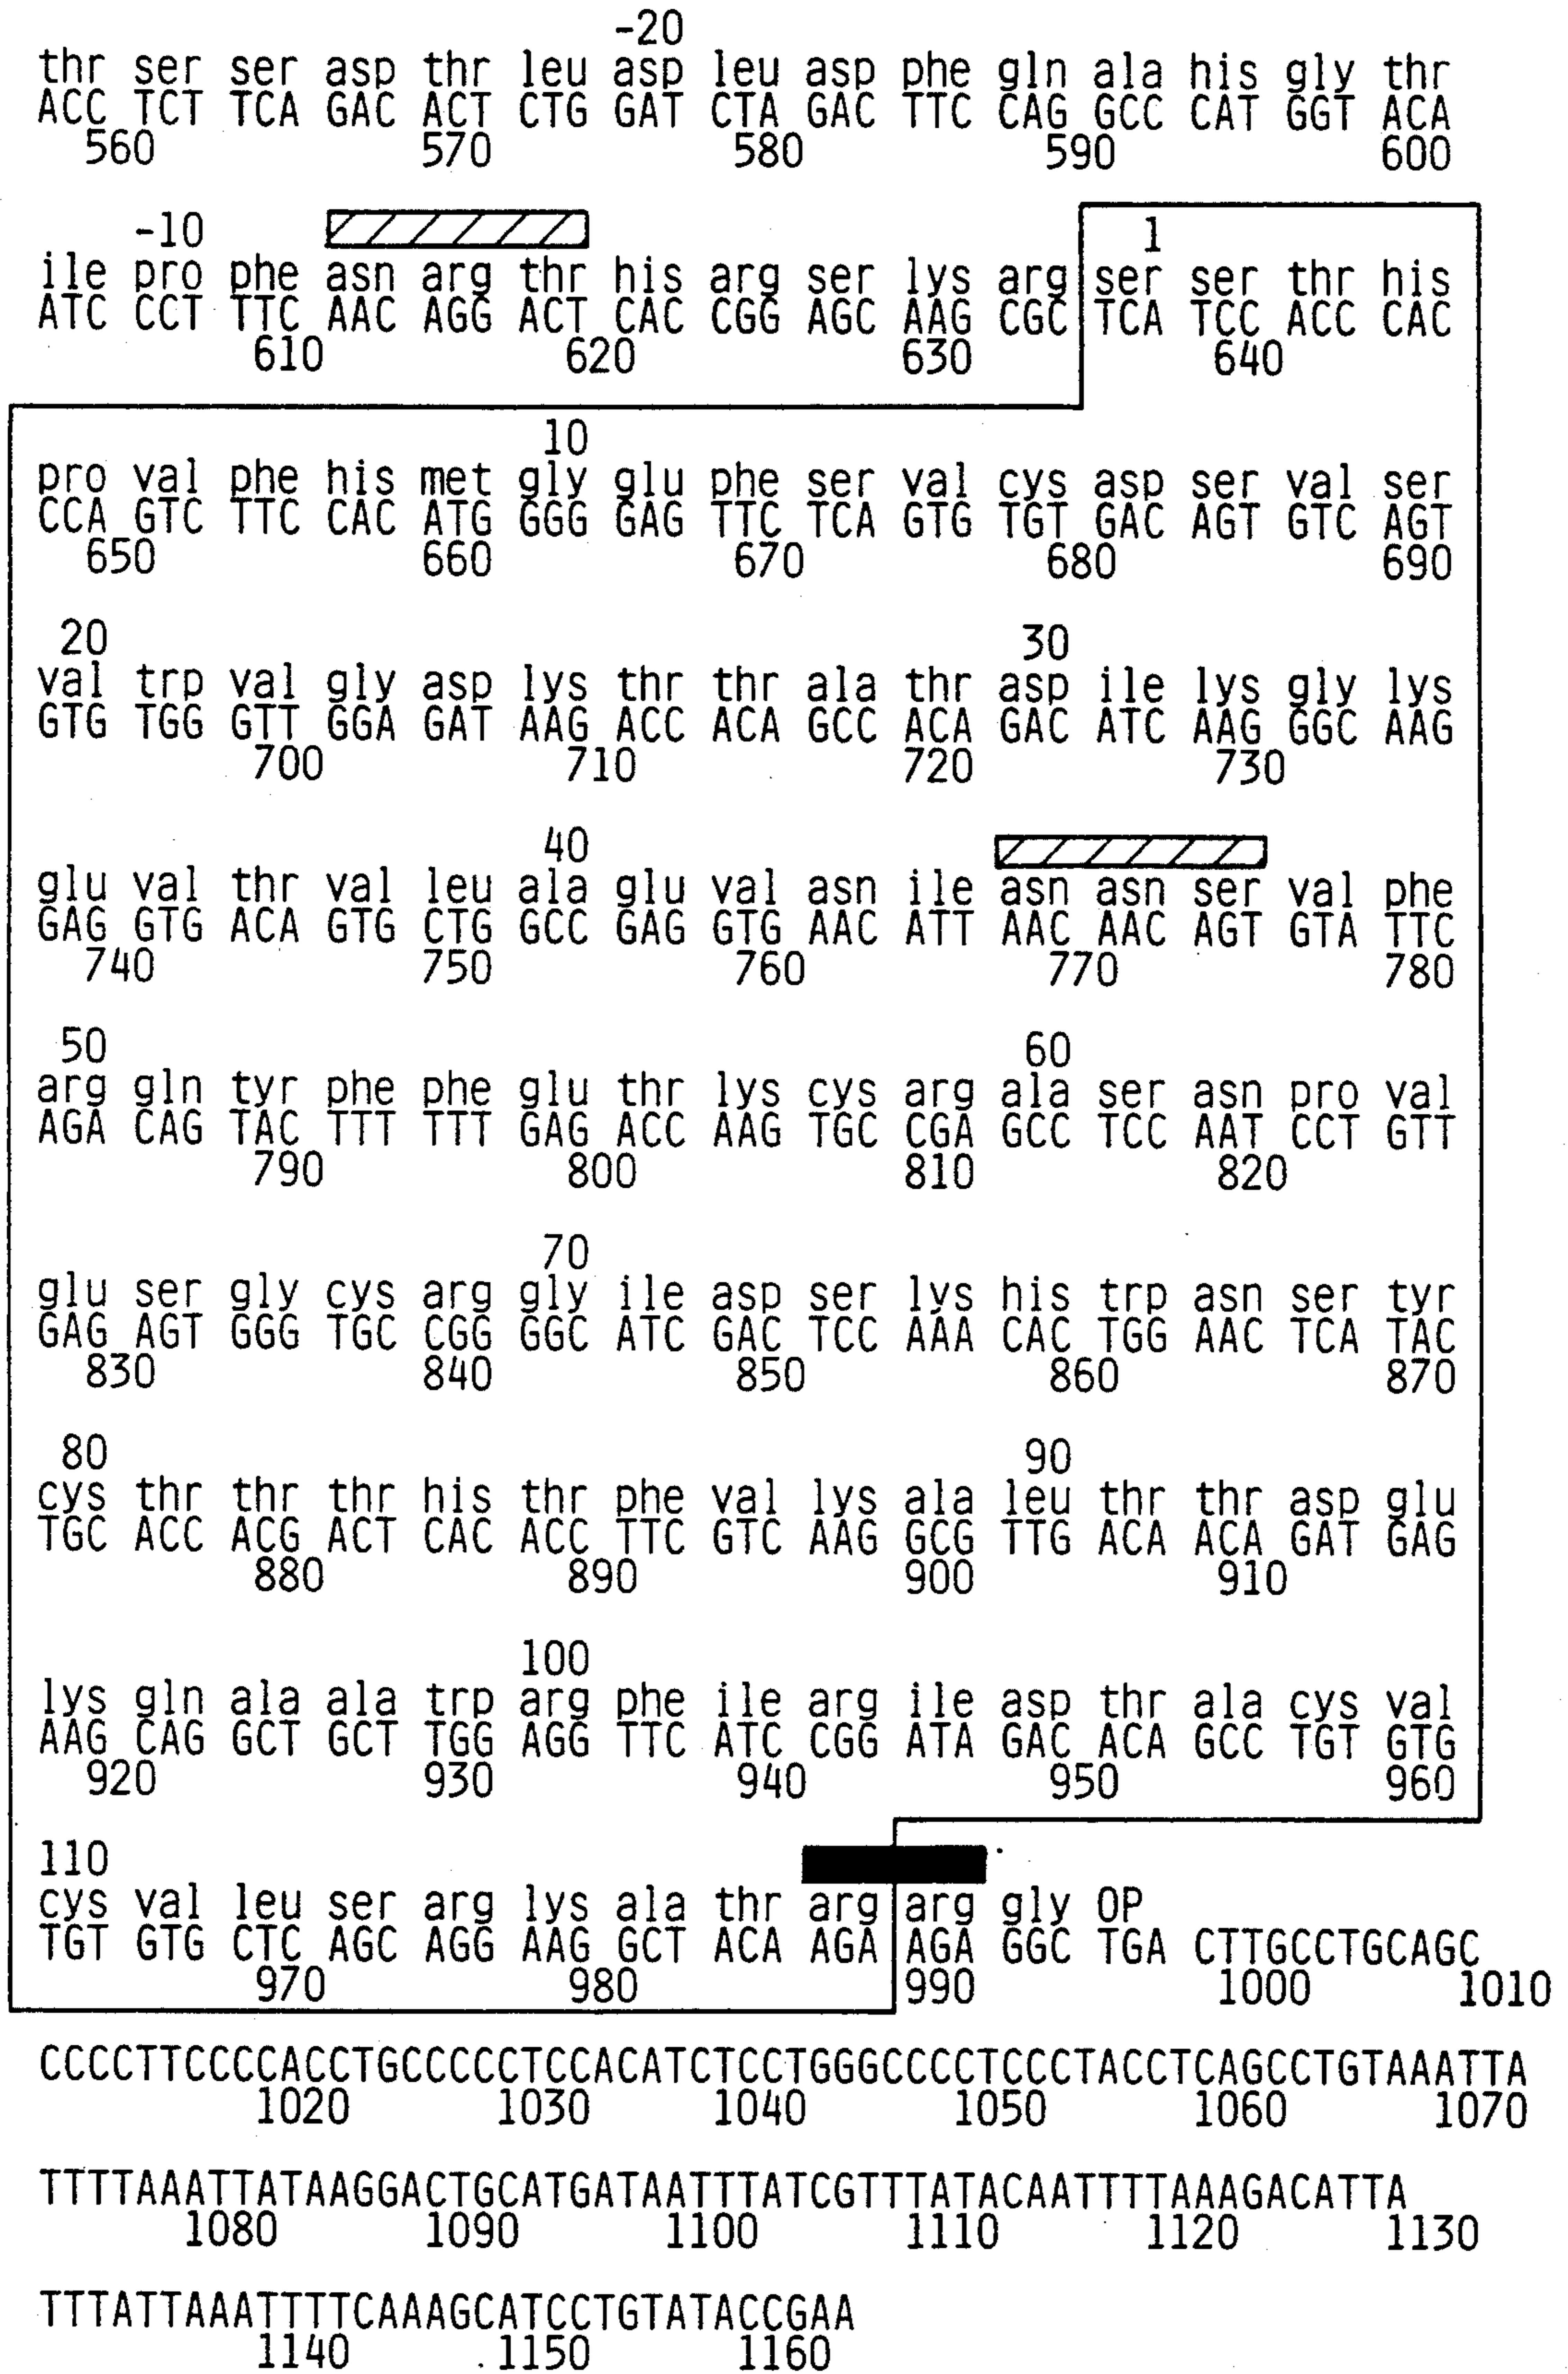 -20
thr ser ser asp thr leu asp leu asp phe gln ala his gly thr
ACC TCT TCA GAC ACT CTG GAT CTA GAC TTC CAG GCC CAT GGT ACA
560 570 580 590 600
-10 1
ile pro phe asn arg thr his arg ser lys arg ser ser thr his
ATC CCT TTC AAC AGG ACT CAC CGG AGC AAG CGC TCA TCC ACC CAC
610 620 630 640
10
pro val phe his met gly glu phe ser val cys asp ser val ser
CCA GTC TTC CAC ATG GGG GAG TTC TCA GTG TGT GAC AGT GTC AGT
650 660 670 680 690
20 30
val trp val gly asp lys thr thr ala thr asp ile lys gly lys
GTG TGG GTT GGA GAT AAG ACC ACA GCC ACA GAC ATC AAG GGC AAG
700 710 720 730
40
glu val thr val leu ala glu val asn ile asn asn ser val phe
GAG GTG ACA GTG CTG GCC GAG GTG AAC ATT AAC AAC AGT GTA TTC
740 750 760 770 780
50 60
arg gln tyr phe phe glu thr lys cys arg ala ser asn pro val
AGA CAG TAC TTT TTT GAG ACC AAG TGC CGA GCC TCC AAT CCT GTT
790 800 810 820
70
glu ser gly cys arg gly ile asp ser lys his trp asn ser tyr
GAG AGT GGG TGC CGG GGC ATC GAC TCC AAA CAC TGG AAC TCA TAC
830 840 850 860 870
80 90
cys thr thr thr his thr phe val lys ala leu thr thr asp glu
TGC ACC ACG ACT CAC ACC TTC GTC AAG GCG TTG ACA ACA GAT GAG
880 890 900 910
100
lys gln ala ala trp arg phe ile arg ile asp thr ala cys val
AAG CAG GCT GCT TGG AGG TTC ATC CGG ATA GAC ACA GCC TGT GTG
920 930 940 950 960
110
cys val leu ser arg lys ala thr arg arg gly OP
TGT GTG CTC AGC AGG AAG GCT ACA AGA AGA GGC TGA CTTGCCTGCAGC
970 980 990 1000 1010
CCCCTTCCCCACCTGCCCCCTCCACATCTCCTGGGCCCCTCCCTACCTCAGCCTGTAAATTA
1020 1030 1040 1050 1060 1070
TTTTAAATTATAAGGACTGCATGATAATTTATCGTTTATACAATTTTAAAGACATTA
1080 1090 1100 1110 1120 1130
TTTATTAAATTTTCAAAGCATCCTGTATACCGAA
1140 1150 1160